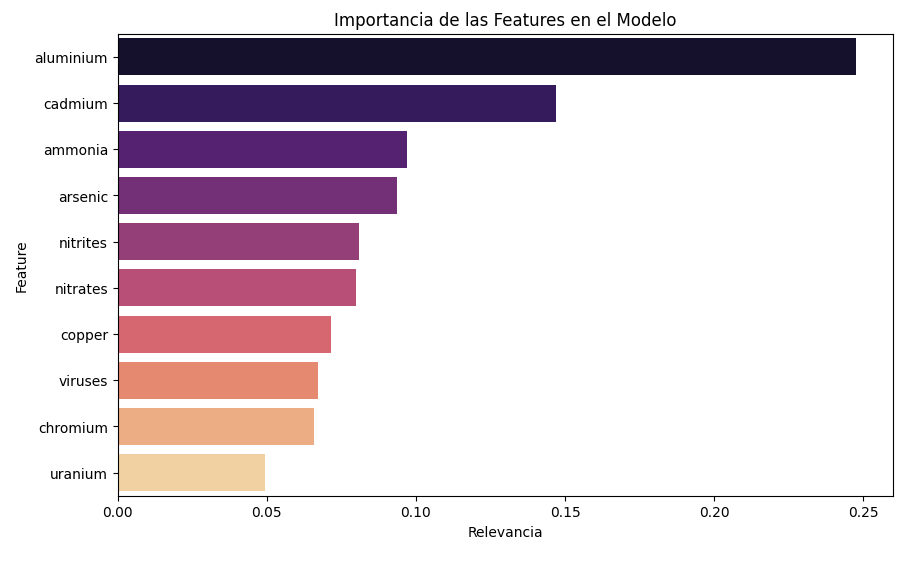 Importancia de las Features en el Modelo
aluminium
cadmium
ammonia
arsenic
nitrites
nitrates
copper
viruses
chromium
uranium
Feature
0.00 0.05 0.10 0.15 0.20 0.25
Relevancia